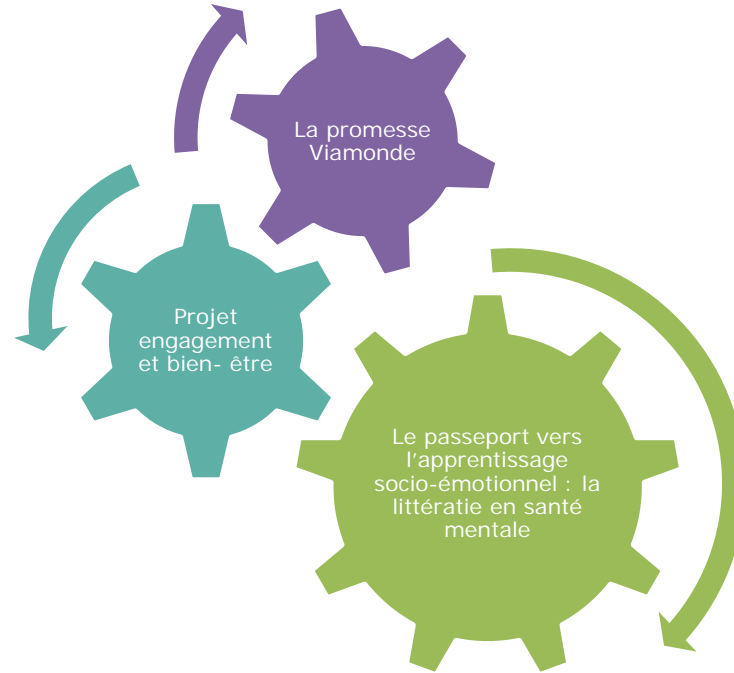 La promesse
Viamonde
Projet
engagement
et bien- être
Le passeport vers
l'apprentissage
socio-émotionnel : la
littératie en santé
mentale